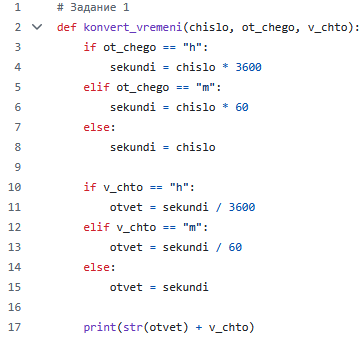 1 # Задание 1
2 def konvert_vremeni(chislo, ot_chego, v_chto):
3 if ot_chego == "h":
4 sekundi = chislo * 3600
5 elif ot_chego == "m":
6 sekundi = chislo * 60
7 else:
8 sekundi = chislo
9
10 if v_chto == "h":
11 otvet = sekundi / 3600
12 elif v_chto == "m":
13 otvet = sekundi / 60
14 else:
15 otvet = sekundi
16
17 print(str(otvet) + v_chto)